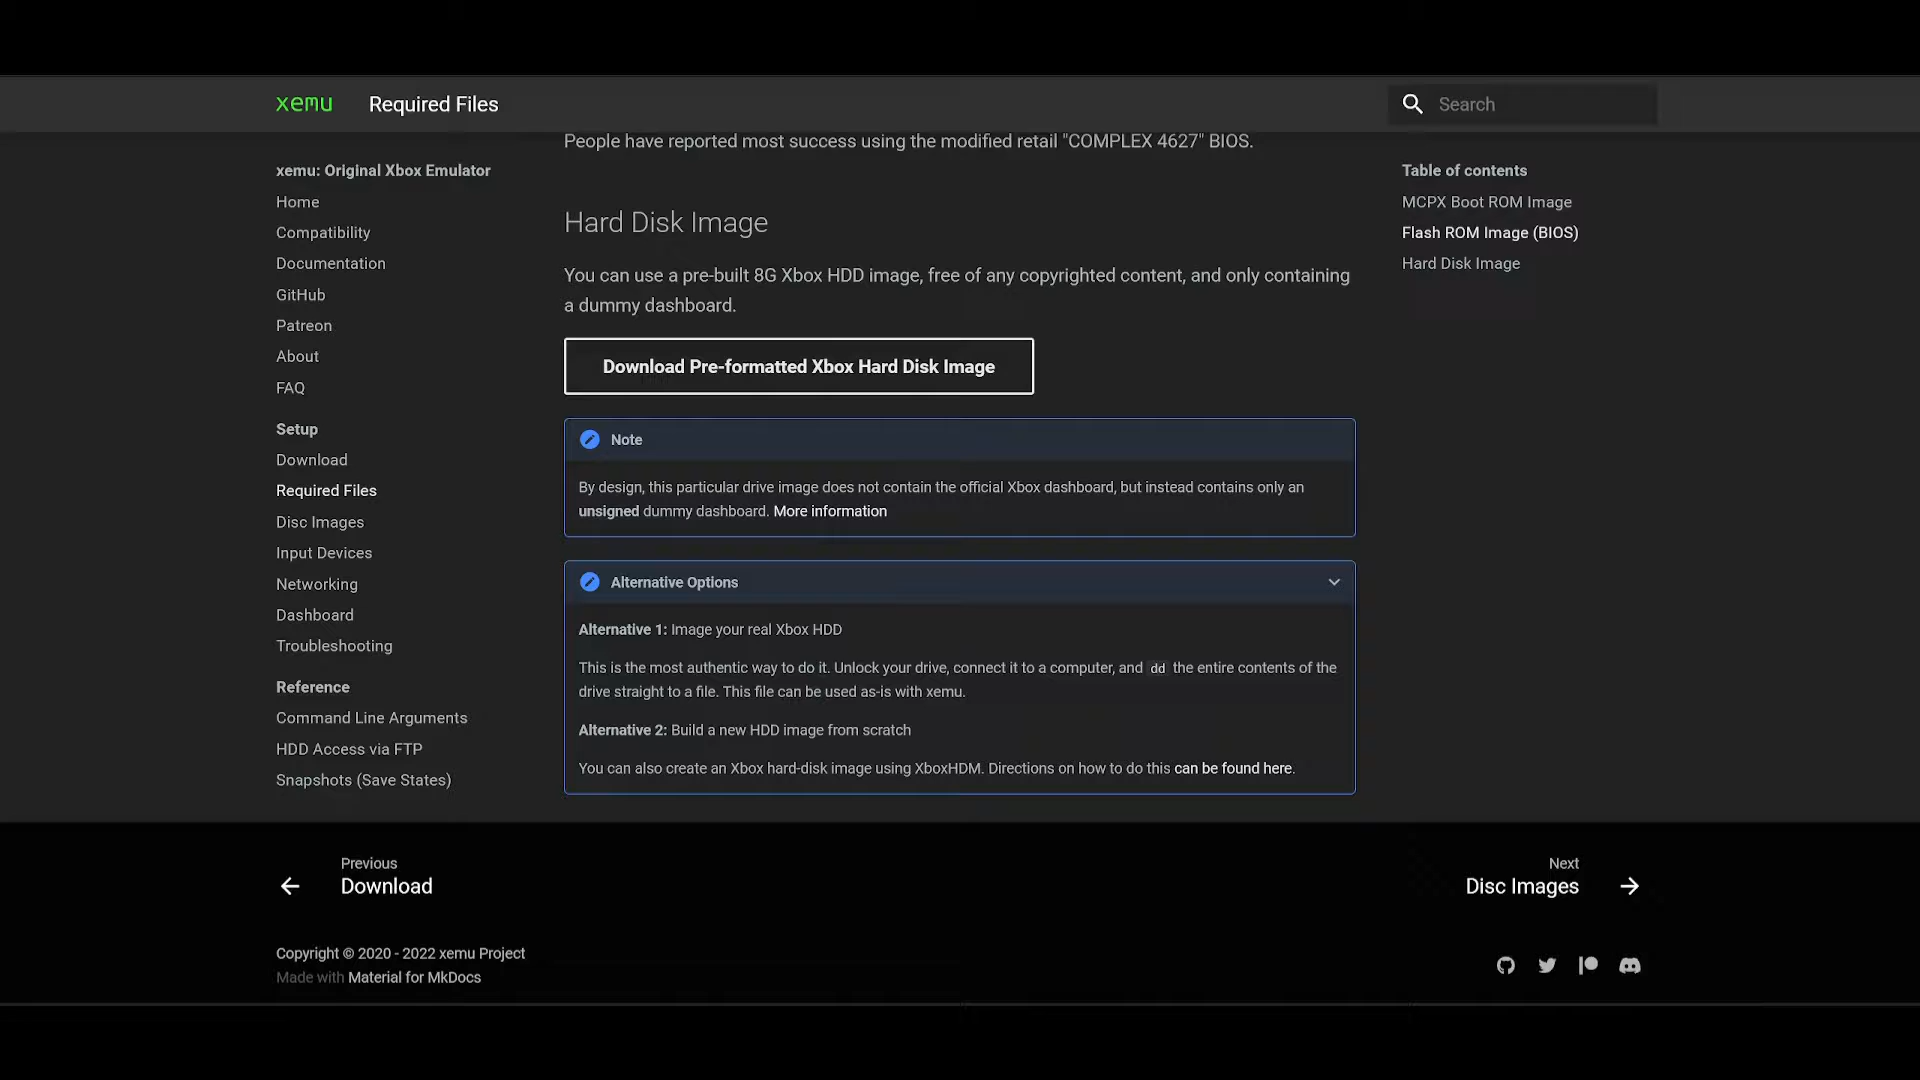 xemu
Required Files
Search
xemu: Original Xbox Emulator
Home
Compatibility
Documentation
GitHub
Patreon
About
FAQ
Setup
Download
Required Files
Disc Images
Input Devices
Networking
Dashboard
Troubleshooting
Reference
Command Line Arguments
HDD Access via FTP
Snapshots (Save States)
People have reported most success using the modified retail "COMPLEX 4627" BIOS.
Hard Disk Image
You can use a pre-built 8G Xbox HDD image, free of any copyrighted content, and only containing
a dummy dashboard.
Download Pre-formatted Xbox Hard Disk Image
Note
By design, this particular drive image does not contain the official Xbox dashboard, but instead contains only an
unsigned dummy dashboard. More information
Alternative Options
Alternative 1: Image your real Xbox HDD
This is the most authentic way to do it. Unlock your drive, connect it to a computer, and dd the entire contents of the
drive straight to a file. This file can be used as-is with xemu.
Alternative 2: Build a new HDD image from scratch
You can also create an Xbox hard-disk image using XboxHDM. Directions on how to do this can be found here.
Table of contents
MCPX Boot ROM Image
Flash ROM Image (BIOS)
Hard Disk Image
Previous
Download
Next
Disc Images
Copyright © 2020 - 2022 xemu Project
Made with Material for MkDocs